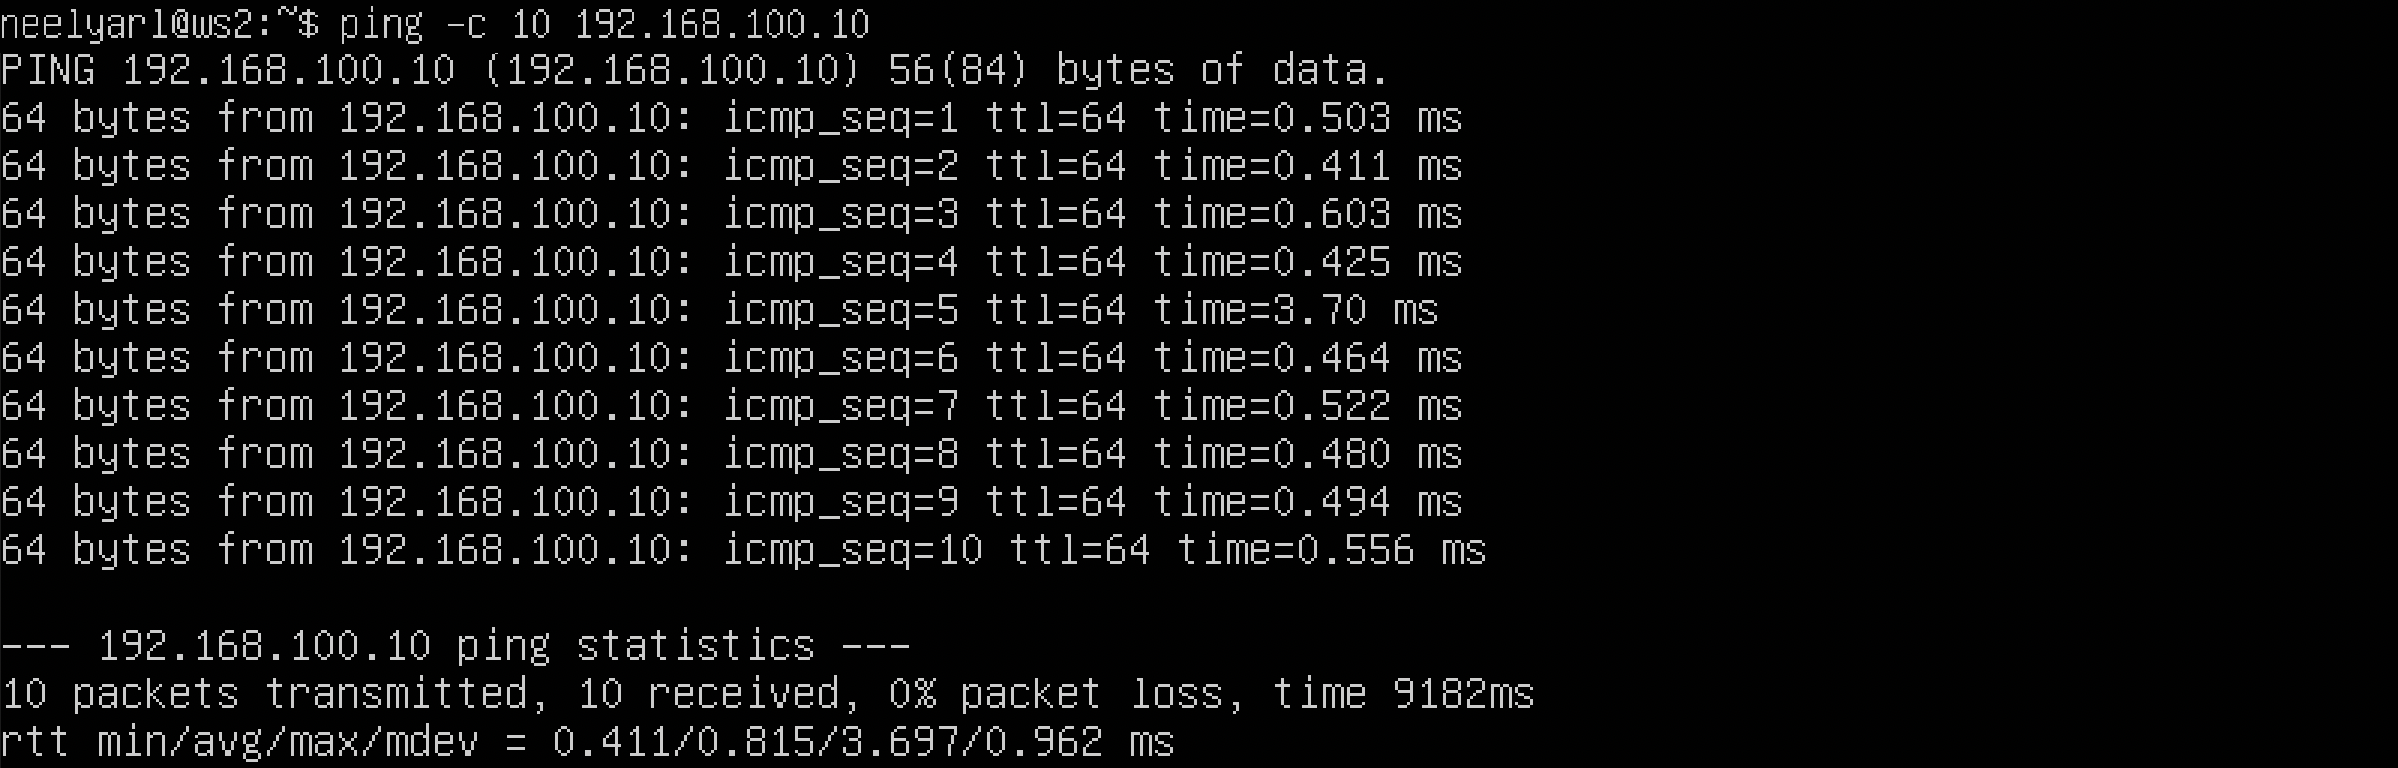 neelyarl@ws2:~$ ping -c 10 192.168.100.10
PING 192.168.100.10 (192.168.100.10) 56(84) bytes of data.
64 bytes from 192.168.100.10: icmp_seq=1 ttl=64 time=0.503 ms
64 bytes from 192.168.100.10: icmp_seq=2 ttl=64 time=0.411 ms
64 bytes from 192.168.100.10: icmp_seq=3 ttl=64 time=0.603 ms
64 bytes from 192.168.100.10: icmp_seq=4 ttl=64 time=0.425 ms
64 bytes from 192.168.100.10: icmp_seq=5 ttl=64 time=3.70 ms
64 bytes from 192.168.100.10: icmp_seq=6 ttl=64 time=0.464 ms
64 bytes from 192.168.100.10: icmp_seq=7 ttl=64 time=0.522 ms
64 bytes from 192.168.100.10: icmp_seq=8 ttl=64 time=0.480 ms
64 bytes from 192.168.100.10: icmp_seq=9 ttl=64 time=0.494 ms
64 bytes from 192.168.100.10: icmp_seq=10 ttl=64 time=0.556 ms
--- 192.168.100.10 ping statistics ---
10 packets transmitted, 10 received, 0% packet loss, time 9182ms
rtt min/avg/max/mdev = 0.411/0.815/3.697/0.962 ms